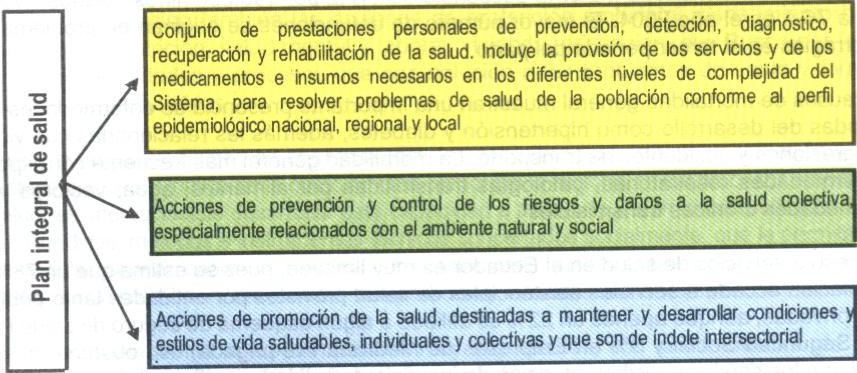 Plan integral de salud
Conjunto de prestaciones personales de prevención, detección, diagnóstico,
recuperación y rehabilitación de la salud. Incluye la provisión de los servicios y de los
medicamentos e insumos necesarios en los diferentes niveles de complejidad del
Sistema, para resolver problemas de salud de la población conforme al perfil
epidemiológico nacional, regional y local
Acciones de prevención y control de los riesgos y daños a la salud colectiva,
especialmente relacionados con el ambiente natural y social
Acciones de promoción de la salud, destinadas a mantener y desarrollar condiciones y
estilos de vida saludables, individuales y colectivas y que son de índole intersectorial